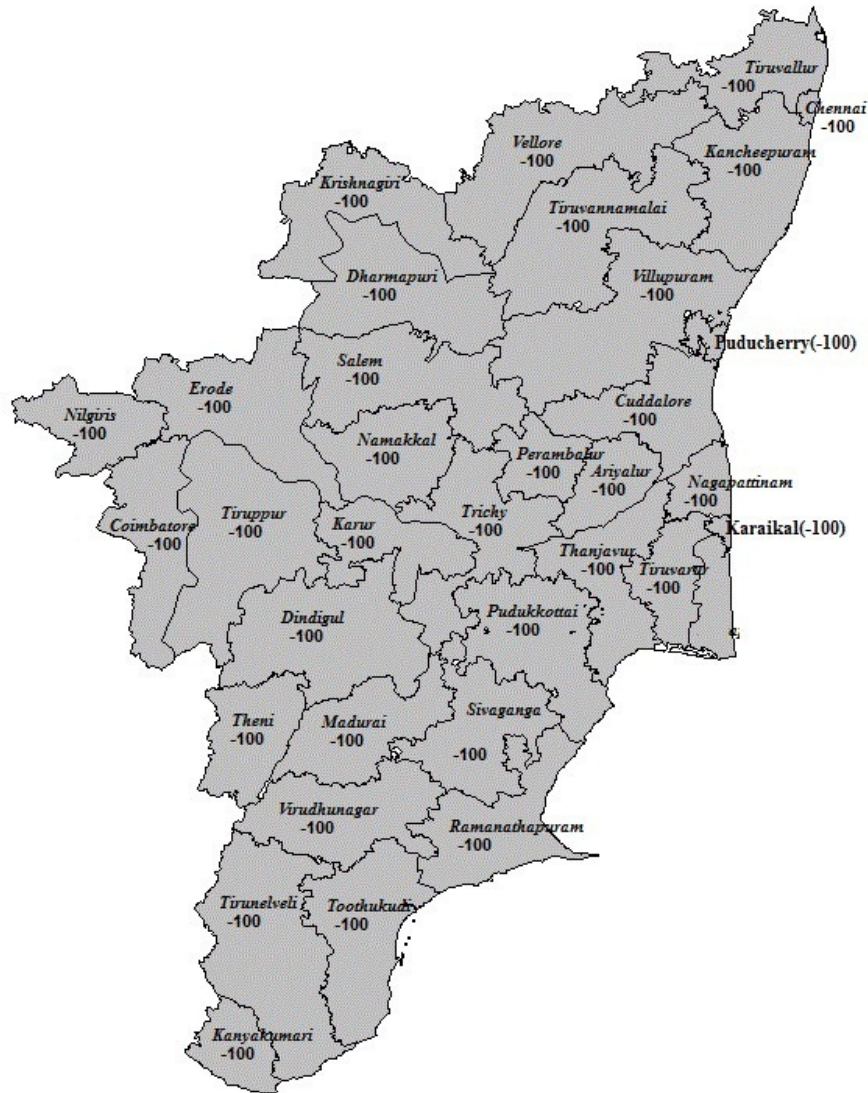 Tiruvallur
-100
Chennai
-100
Vellore
-100
Kancheepuram
-100
Krishnagiri
-100
Tiruvannamalai
-100
Dharmapuri
-100
Villupuram
-100
Puducherry(-100)
Salem
-100
Erode
-100
Cuddalore
-100
Nilgiris
-100
Namakkal
-100
Perambalur
-100
Ariyalur
-100
Nagapattinam
-100
Coimbatore
-100
Tiruppur
-100
Karur
-100
Trichy
-100
Karaikal(-100)
Thanjavur
-100
Tiruvarur
-100
Dindigul
-100
Pudukkottai
-100
Theni
-100
Madurai
-100
Sivaganga
-100
Virudhunagar
-100
Ramanathapuram
-100
Tirunelveli
-100
Toothukudi
-100
Kanyakumari
-100